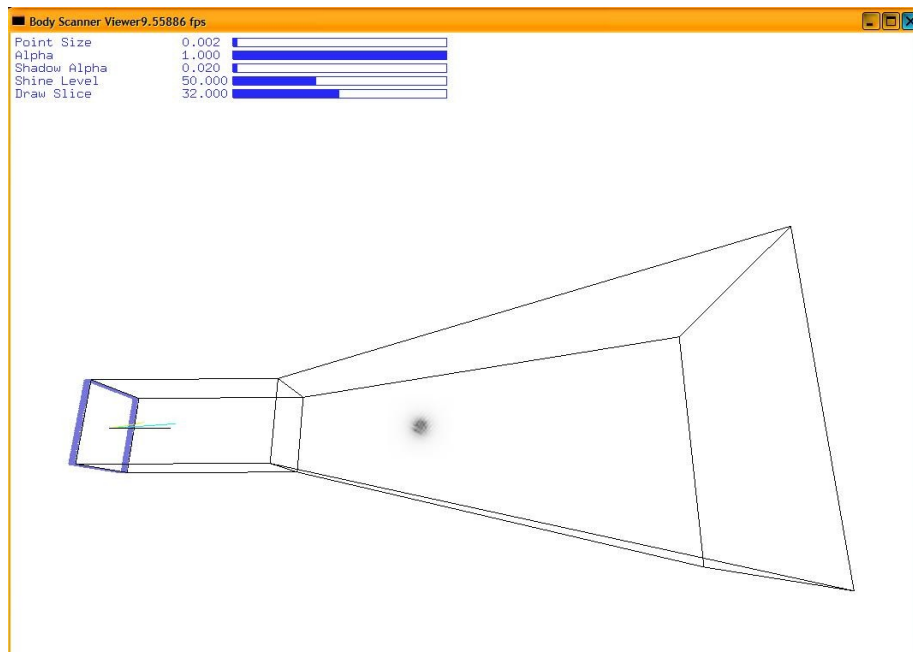 Body Scanner Viewer9.55886 fps
Point Size 0.002
Alpha 1.000
Shadow Alpha 0.020
Shine Level 50.000
Draw Slice 32.000